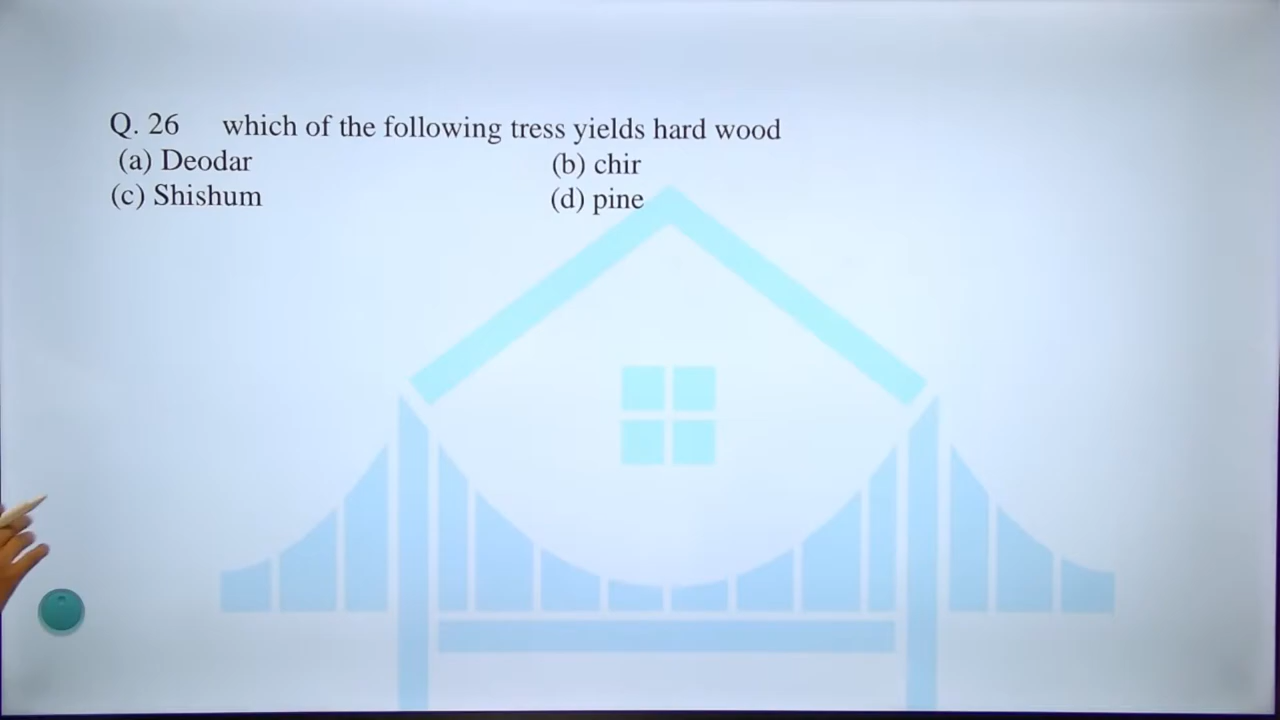 Q. 26 which of the following tress yields hard wood
(a) Deodar (b) chir
(c) Shishum (d) pine